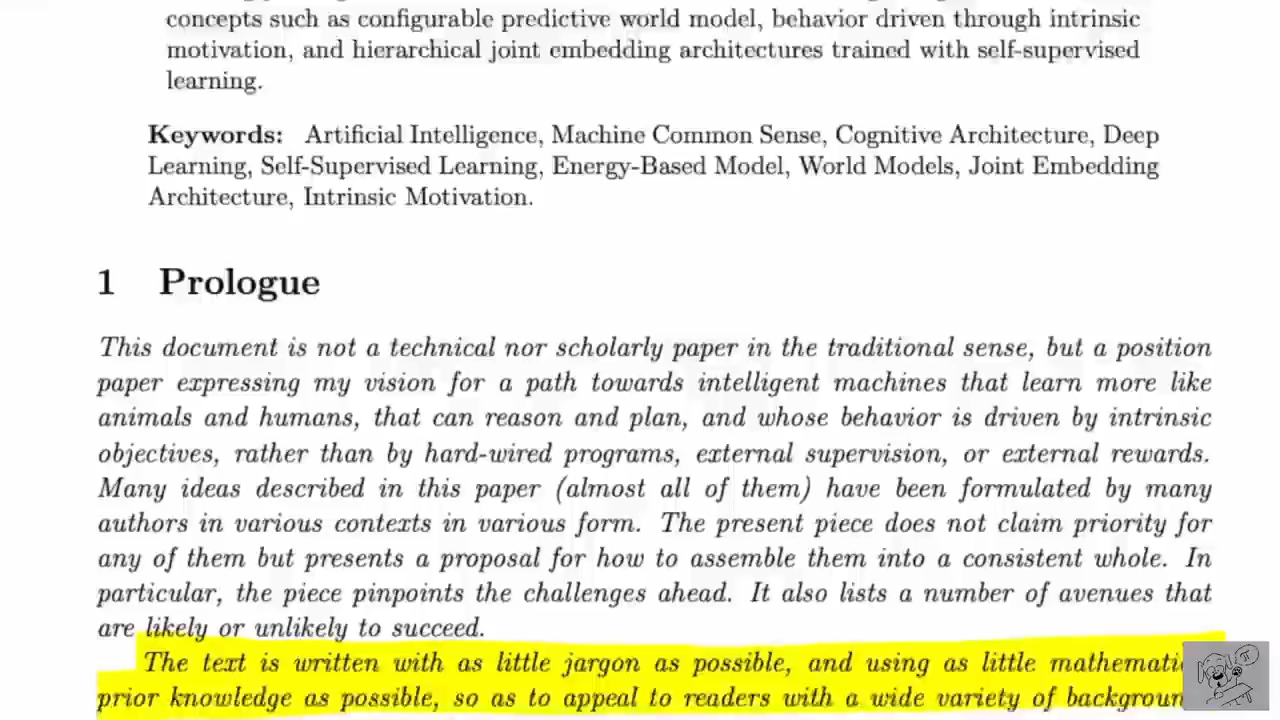 concepts such as configurable predictive world model, behavior driven through intrinsic
motivation, and hierarchical joint embedding architectures trained with self-supervised
learning.
Keywords: Artificial Intelligence, Machine Common Sense, Cognitive Architecture, Deep
Learning, Self-Supervised Learning, Energy-Based Model, World Models, Joint Embedding
Architecture, Intrinsic Motivation.
1 Prologue
This document is not a technical nor scholarly paper in the traditional sense, but a position
paper expressing my vision for a path towards intelligent machines that learn more like
animals and humans, that can reason and plan, and whose behavior is driven by intrinsic
objectives, rather than by hard-wired programs, external supervision, or external rewards.
Many ideas described in this paper (almost all of them) have been formulated by many
authors in various contexts in various form. The present piece does not claim priority for
any of them but presents a proposal for how to assemble them into a consistent whole. In
particular, the piece pinpoints the challenges ahead. It also lists a number of avenues that
are likely or unlikely to succeed.
The text is written with as little jargon as possible, and using as little mathemati
prior knowledge as possible, so as to appeal to readers with a wide variety of backgroun